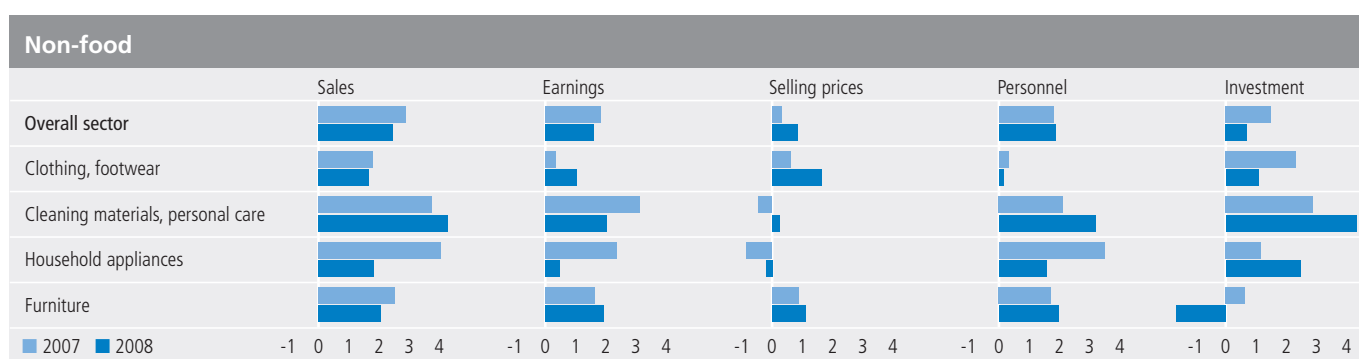 Non-food
Sales Earnings Selling prices Personnel Investment
Overall sector
Clothing, footwear
Cleaning materials, personal care
Household appliances
Furniture
2007 2008 -1 0 1 2 3 4 -1 0 1 2 3 4 -1 0 1 2 3 4 -1 0 1 2 3 4 -1 0 1 2 3 4